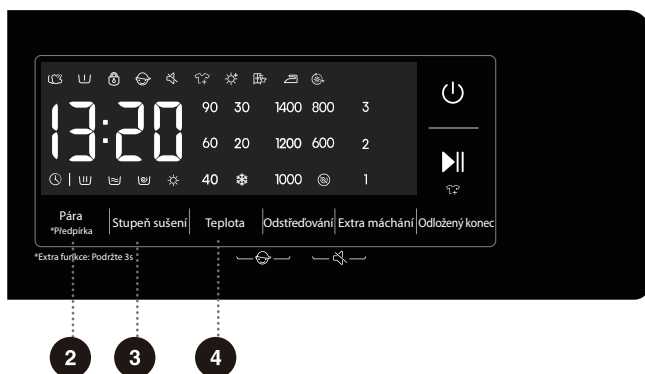 90 30 1400 800 3
13:20
60 20 1200 600 2
40 1000 1
Pára Stupeň sušení Teplota Odstřeďování Extra máchání Odložený konec
*Předpírka
*Extra funkce: Podržte 3s
2 3 4